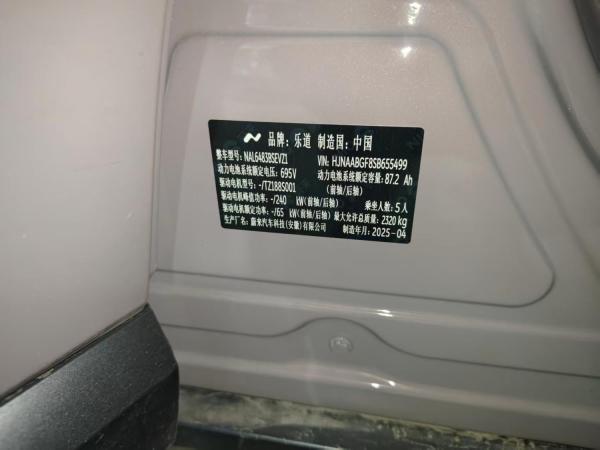 品牌：乐道 制造国：中国
整车型号：NAL6483BSEVZ1 VIN: HJNAABGF8SB655499
动力电池系统额定电压：695V 动力电池系统额定容量：87.2 Ah
驱动电机型号：-/TZ188S001 (前轴/后轴)
驱动电机峰值功率：-/240 kW(前轴/后轴) 乘坐人数：5人
驱动电机额定功率：-/65 kW(前轴/后轴) 最大允许总质量：2320 kg
生产厂名：蔚来汽车科技(安徽)有限公司 制造年月：2025-04